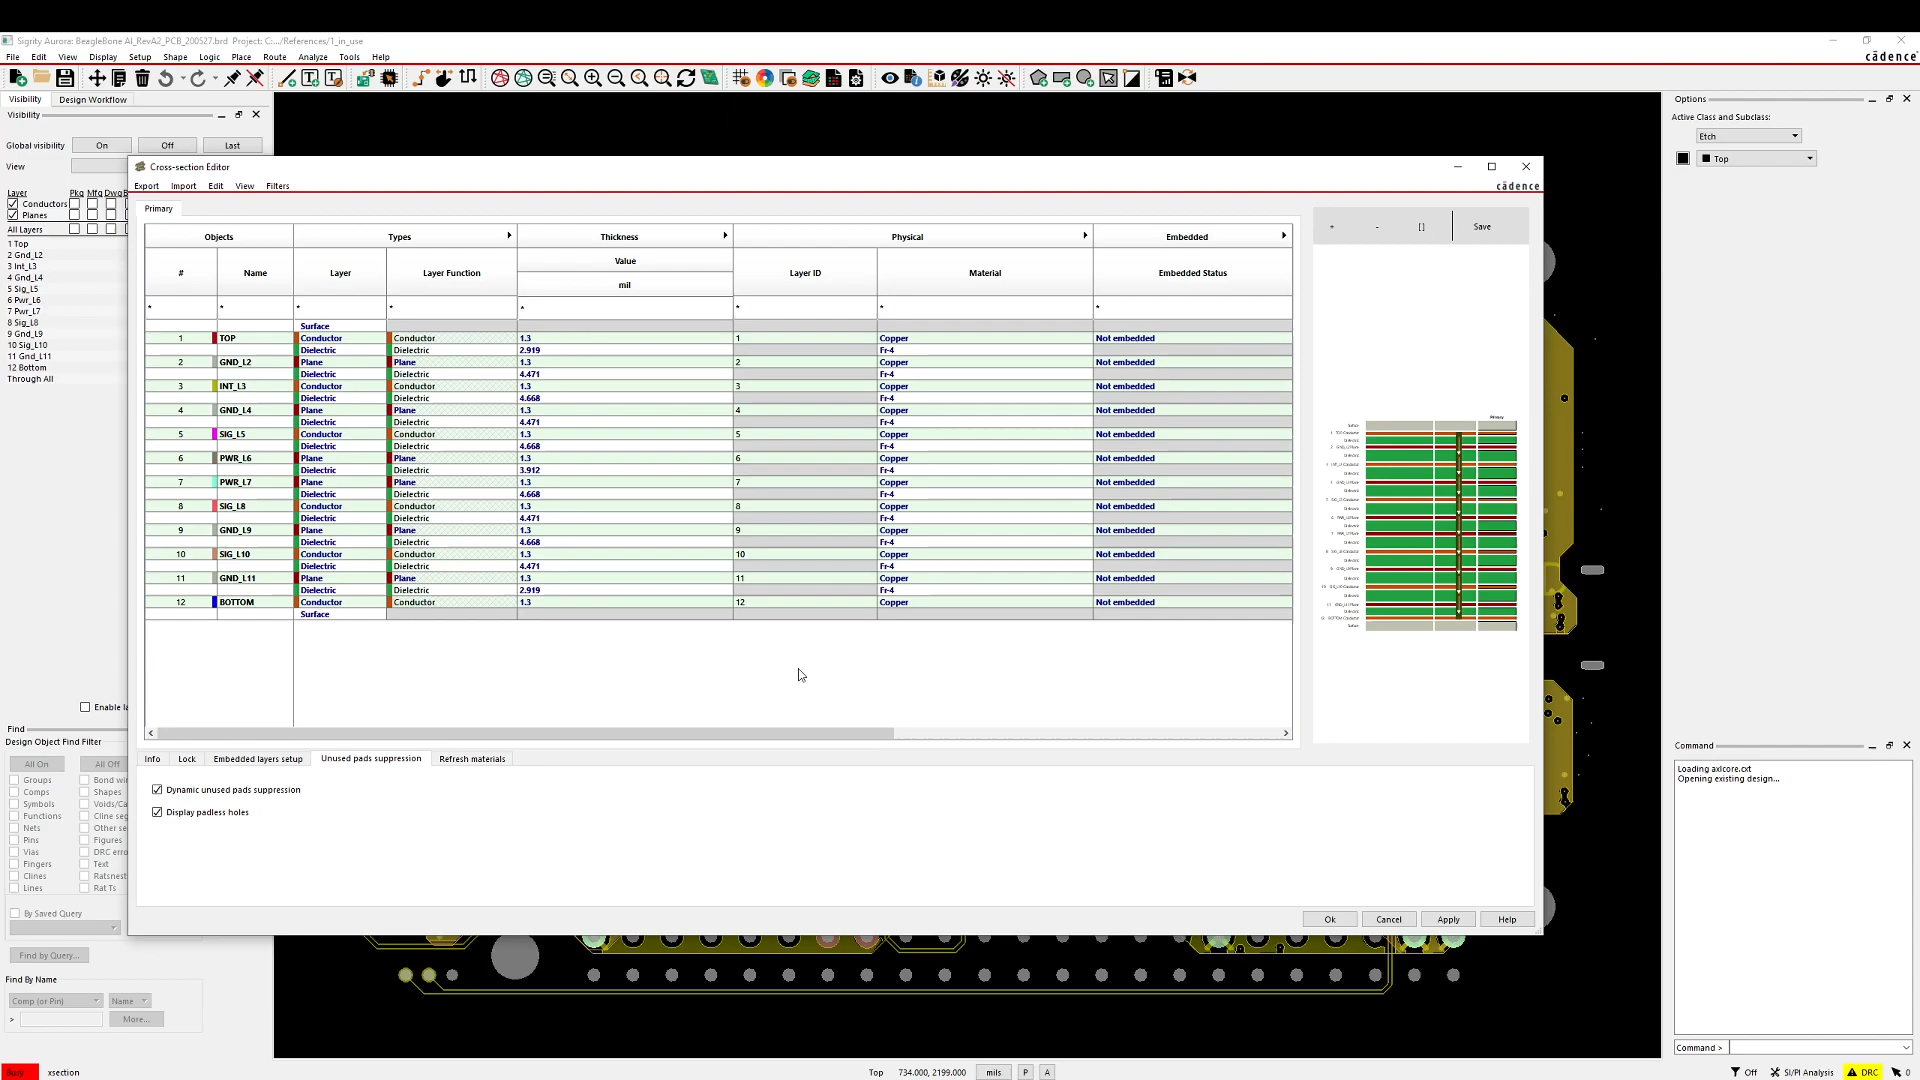 Sigrity Aurora: BeagleBone AI_RevA2_PCB_200527.brd Project: C:.../References/1_in_use
File Edit View Display Setup Shape Logic Place Route Analyze Tools Help
cādence
Visibility Design Workflow
Visibility
Global visibility On Off Last
View
Layer Pkg Mfg Dwg
Conductors
Planes
All Layers
1 Top
2 Gnd_L2
3 Int_L3
4 Gnd_L4
5 Sig_L5
6 Pwr_L6
7 Pwr_L7
8 Sig_L8
9 Gnd_L9
10 Sig_L10
11 Gnd_L11
12 Bottom
Through All
Enable
Find
Design Object Find Filter
All On All Off
Groups Bond wi
Comps Shapes
Symbols Voids/Ca
Functions Cline seg
Nets Other se
Pins Figures
Vias DRC erro
Fingers Text
Clines Ratsnest
Lines Rat Ts
By Saved Query
Find by Query...
Find By Name
Comp (or Pin) Name
> More...
Cross-section Editor
Export Import Edit View Filters
cādence
Primary
Objects Types Thickness Physical Embedded
# Name Layer Layer Function Value Layer ID Material Embedded Status
mil
* * * * * * * *
Surface
1 TOP Conductor Conductor 1.3 1 Copper Not embedded
Dielectric Dielectric 2.919 Fr-4
2 GND_L2 Plane Plane 1.3 2 Copper Not embedded
Dielectric Dielectric 4.471 Fr-4
3 INT_L3 Conductor Conductor 1.3 3 Copper Not embedded
Dielectric Dielectric 4.668 Fr-4
4 GND_L4 Plane Plane 1.3 4 Copper Not embedded
Dielectric Dielectric 4.471 Fr-4
5 SIG_L5 Conductor Conductor 1.3 5 Copper Not embedded
Dielectric Dielectric 4.668 Fr-4
6 PWR_L6 Plane Plane 1.3 6 Copper Not embedded
Dielectric Dielectric 3.912 Fr-4
7 PWR_L7 Plane Plane 1.3 7 Copper Not embedded
Dielectric Dielectric 4.668 Fr-4
8 SIG_L8 Conductor Conductor 1.3 8 Copper Not embedded
Dielectric Dielectric 4.471 Fr-4
9 GND_L9 Plane Plane 1.3 9 Copper Not embedded
Dielectric Dielectric 4.668 Fr-4
10 SIG_L10 Conductor Conductor 1.3 10 Copper Not embedded
Dielectric Dielectric 4.471 Fr-4
11 GND_L11 Plane Plane 1.3 11 Copper Not embedded
Dielectric Dielectric 2.919 Fr-4
12 BOTTOM Conductor Conductor 1.3 12 Copper Not embedded
Surface
+ - [ ] Save
Primary
Info Lock Embedded layers setup Unused pads suppression Refresh materials
Dynamic unused pads suppression
Display padless holes
Ok Cancel Apply Help
Options
Active Class and Subclass:
Etch
Top
Command
Loading axlcore.cxt
Opening existing design...
Command >
Busy xsection Top 734.000, 2199.000 mils P A Off SI/PI Analysis DRC 0